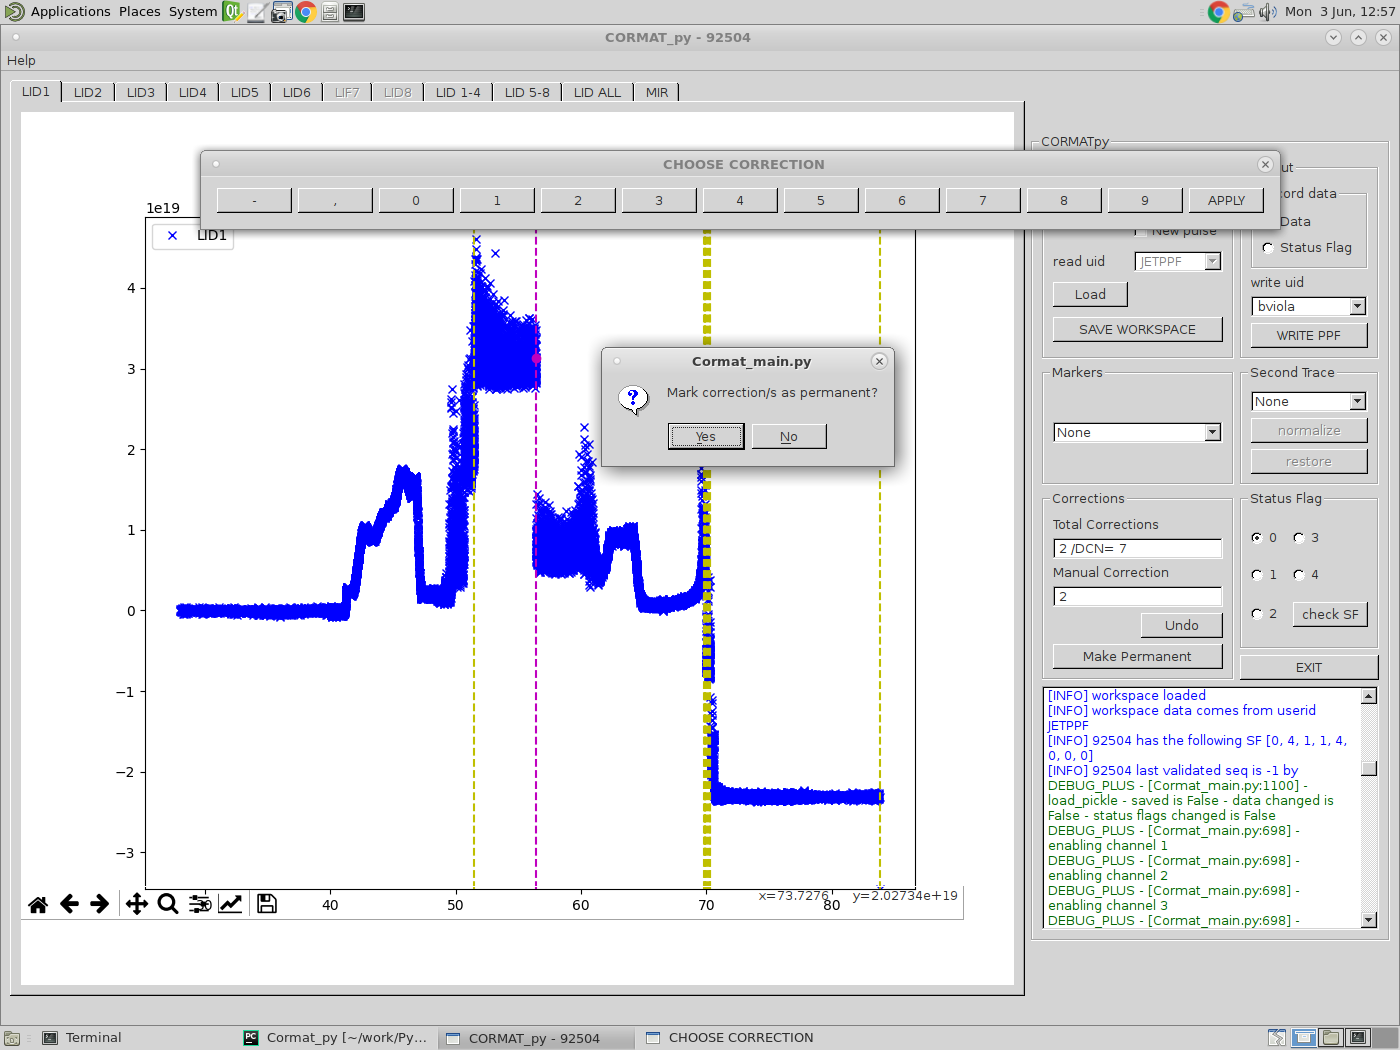 Applications Places System
Mon 3 Jun, 12:57
CORMAT_py - 92504
Help
LID1 LID2 LID3 LID4 LID5 LID6 LIF7 LID8 LID 1-4 LID 5-8 LID ALL MIR
CORMATpy
CHOOSE CORRECTION
- , 0 1 2 3 4 5 6 7 8 9 APPLY
1e19
LID1
4
3
2
1
0
−1
−2
−3
40 50 60 70 80
x=73.7276 y=2.02734e+19
Cormat_main.py
Mark correction/s as permanent?
Yes No
New pulse
read uid JETPPF
Load
SAVE WORKSPACE
ut
ord data
Data
Status Flag
write uid
bviola
WRITE PPF
Markers
None
Second Trace
None
normalize
restore
Corrections
Total Corrections
2 /DCN= 7
Manual Correction
2
Undo
Make Permanent
Status Flag
0 3
1 4
2 check SF
EXIT
[INFO] workspace loaded
[INFO] workspace data comes from userid
JETPPF
[INFO] 92504 has the following SF [0, 4, 1, 1, 4,
0, 0, 0]
[INFO] 92504 last validated seq is -1 by
DEBUG_PLUS - [Cormat_main.py:1100] -
load_pickle - saved is False - data changed is
False - status flags changed is False
DEBUG_PLUS - [Cormat_main.py:698] -
enabling channel 1
DEBUG_PLUS - [Cormat_main.py:698] -
enabling channel 2
DEBUG_PLUS - [Cormat_main.py:698] -
enabling channel 3
DEBUG_PLUS - [Cormat_main.py:698] -
Terminal
Cormat_py [~/work/Py...
CORMAT_py - 92504
CHOOSE CORRECTION